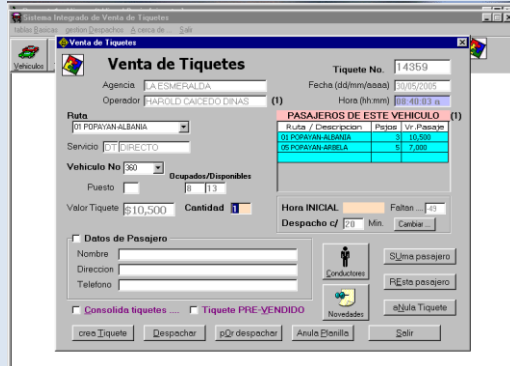 Sistema Integrado de Venta de Tiquetes
tablas Basicas gestion Despachos A cerca de... Salir
Vehiculos
Venta de Tiquetes
Venta de Tiquetes
Tiquete No. 14359
Agencia LA ESMERALDA
Fecha (dd/mm/aaaa) 30/05/2005
Operador HAROLD CAICEDO DINAS (1)
Hora (hh:mm) 08:40:03 a
Ruta
01 POPAYAN-ALBANIA
Servicio DT DIRECTO
PASAJEROS DE ESTE VEHICULO (1)
Ruta / Descripcion Psjos Vr.Pasaje
01 POPAYAN-ALBANIA 3 10,500
05 POPAYAN-ARBELA 5 7,000
Vehiculo No 360
Ocupados/Disponibles
Puesto 8 13
Valor Tiquete $10,500 Cantidad 1
Hora INICIAL Faltan ... -49
Despacho c/ 20 Min. Cambiar ...
Datos de Pasajero
Nombre
Direccion
Telefono
Conductores
Novedades
SUma pasajero
REsta pasajero
aNula Tiquete
Consolida tiquetes .... Tiquete PRE-VENDIDO
crea Tiquete Despachar pOr despachar Anula Planilla Salir